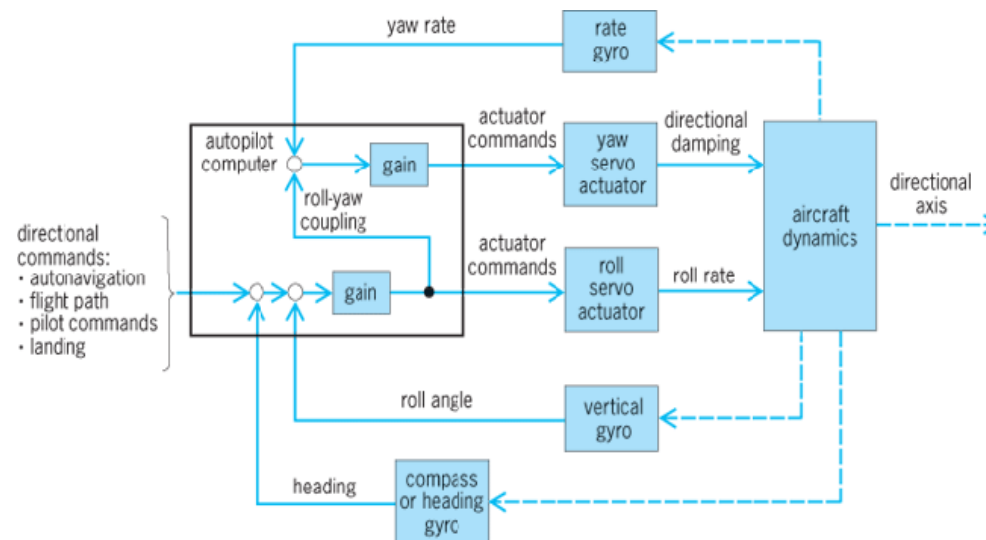 yaw rate
rate
gyro
autopilot
computer
gain
actuator
commands
yaw
servo
actuator
directional
damping
aircraft
dynamics
directional
axis
roll-yaw
coupling
directional
commands:
• autonavigation
• flight path
• pilot commands
• landing
gain
actuator
commands
roll
servo
actuator
roll rate
roll angle
vertical
gyro
heading
compass
or heading
gyro